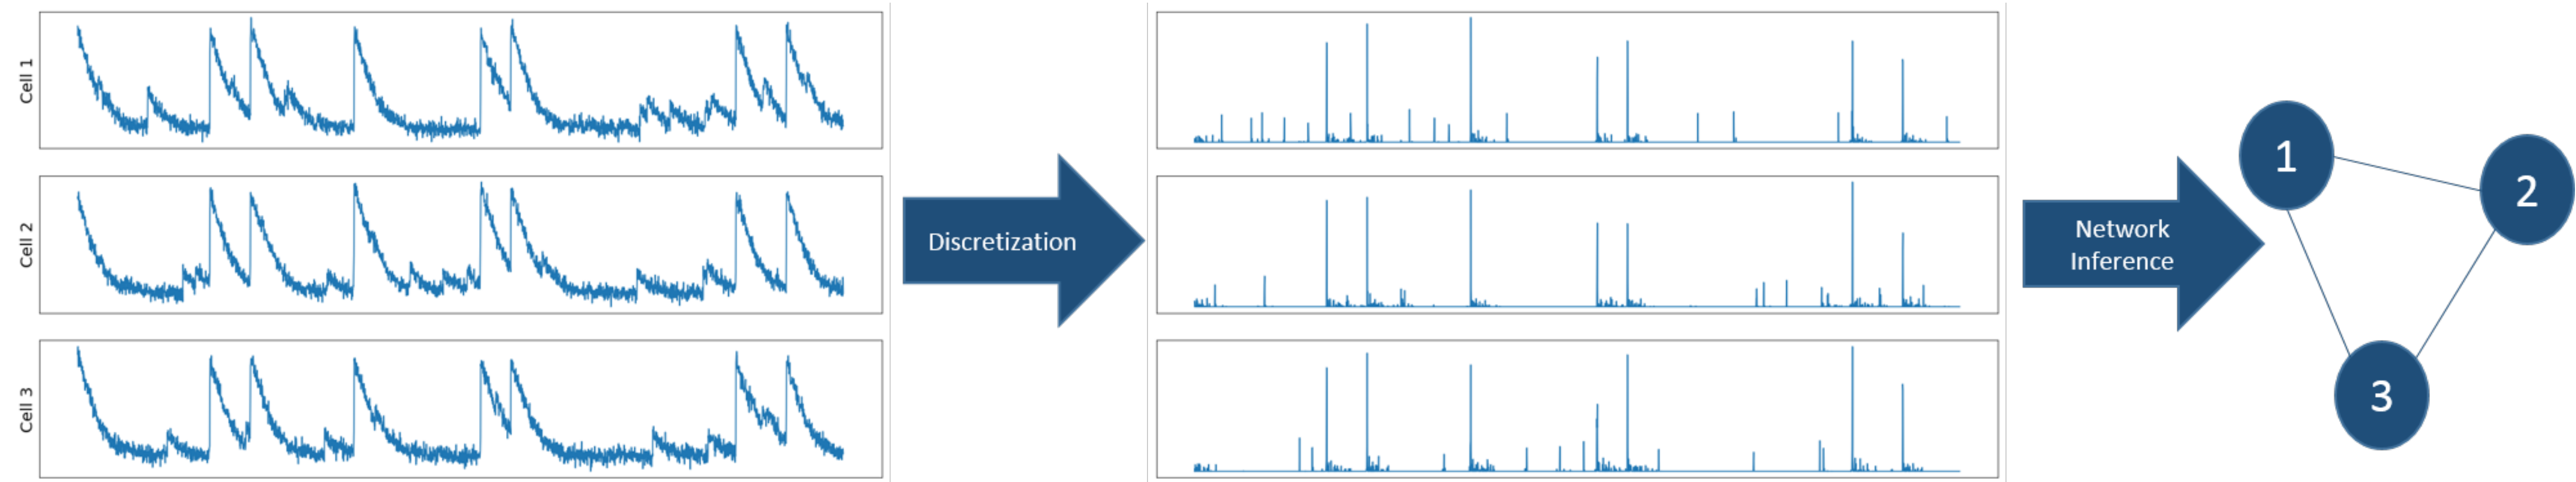 Cell 1
Cell 2
Cell 3
Discretization
Network
Inference
1
2
3